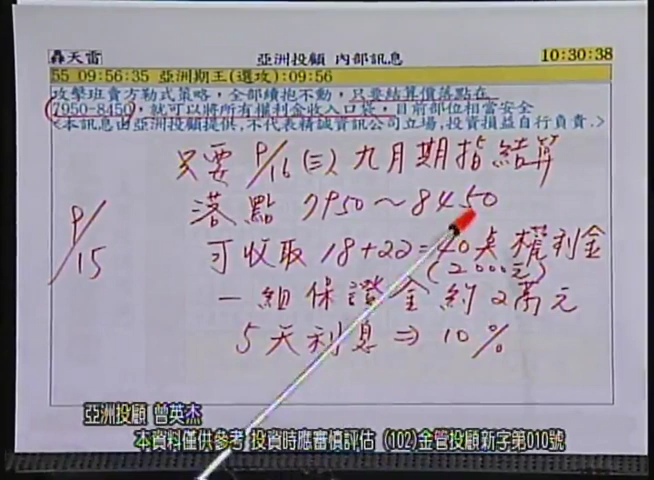 轟天雷 亞洲投顧 內部訊息 10:30:38
55 09:56:35 亞洲期王(選攻):09:56
攻擊班賣方勒式策略，全部續抱不動，只要結算價落點在
7950-8450，就可以將所有權利金收入口袋，目前部位相當安全
<本訊息由亞洲投顧提供,不代表精誠資訊公司立場,投資損益自行負責.>
只要 9/16 (三) 九月期指結算
落點 7950～8450
9/15
可收取 18+22=40点 權利金
(2000元)
一組保證金約2萬元
5天利息⇒10%
亞洲投顧 曾英杰
本資料僅供參考 投資時應審慎評估 (102)金管投顧新字第010號